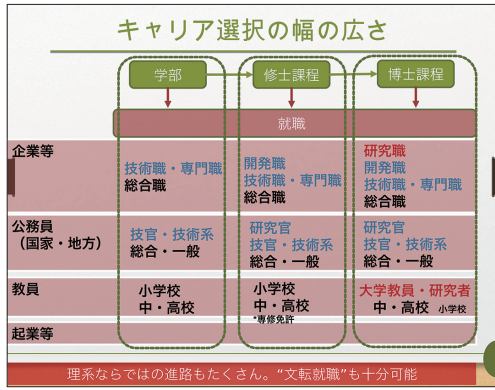 キャリア選択の幅の広さ
学部 修士課程 博士課程
就職
企業等
技術職・専門職
総合職
開発職
技術職・専門職
総合職
研究職
開発職
技術職・専門職
総合職
公務員
（国家・地方）
技官・技術系
総合・一般
研究官
技官・技術系
総合・一般
研究官
技官・技術系
総合・一般
教員
小学校
中・高校
小学校
中・高校
*専修免許
大学教員・研究者
中・高校 小学校
起業等
理系ならではの進路もたくさん。“文転就職”も十分可能